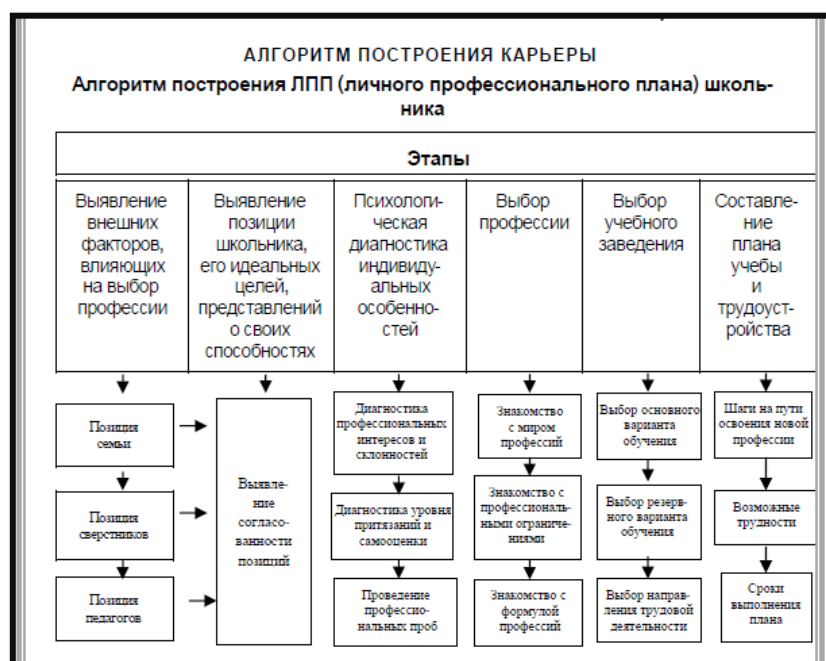 АЛГОРИТМ ПОСТРОЕНИЯ КАРЬЕРЫ
Алгоритм построения ЛПП (личного профессионального плана) школь-
ника
Этапы
Выявление
внешних
факторов,
влияющих
на выбор
профессии
Выявление
позиции
школьника,
его идеальных
целей,
представлений
о своих
способностях
Психологи-
ческая
диагностика
индивиду-
альных
особенно-
стей
Выбор
профессии
Выбор
учебного
заведения
Составле-
ние
плана
учебы
и
трудоуст-
ройства
Позиция
семьи
Позиция
сверстников
Позиция
педагогов
Выявле-
ние
согласо-
ванности
позиций
Диагностика
профессиональных
интересов и
склонностей
Диагностика уровня
притязаний и
самооценки
Проведение
профессио-
нальных проб
Знакомство
с миром
профессий
Знакомство с
профессиональ-
ными ограниче-
ниями
Знакомство с
формулой
профессий
Выбор основного
варианта
обучения
Выбор резерв-
ного варианта
обучения
Выбор направ-
ления трудовой
деятельности
Шаги на пути
освоения новой
профессии
Возможные
трудности
Сроки
выполнения
плана